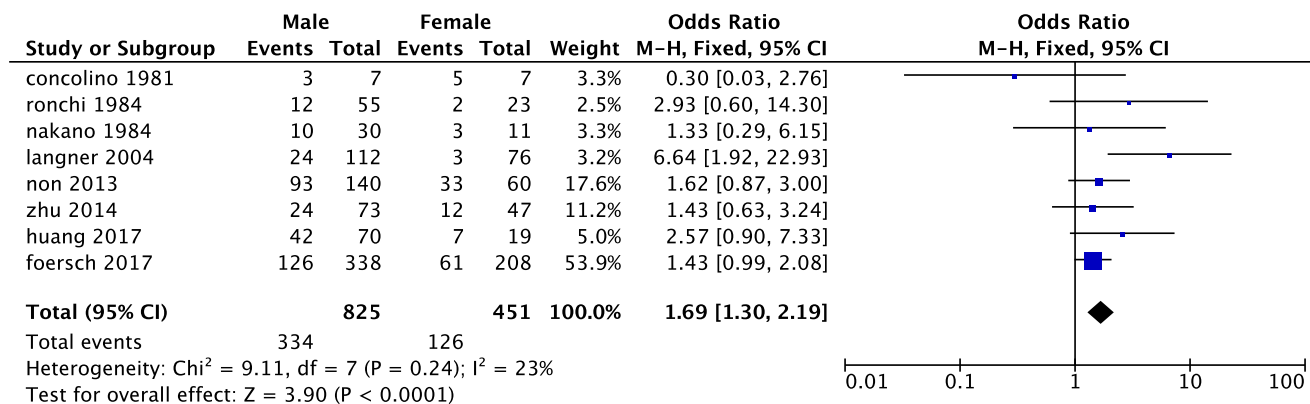 Male Female Odds Ratio Odds Ratio
Study or Subgroup Events Total Events Total Weight M-H, Fixed, 95% CI M-H, Fixed, 95% CI
concolino 1981 3 7 5 7 3.3% 0.30 [0.03, 2.76]
ronchi 1984 12 55 2 23 2.5% 2.93 [0.60, 14.30]
nakano 1984 10 30 3 11 3.3% 1.33 [0.29, 6.15]
langner 2004 24 112 3 76 3.2% 6.64 [1.92, 22.93]
non 2013 93 140 33 60 17.6% 1.62 [0.87, 3.00]
zhu 2014 24 73 12 47 11.2% 1.43 [0.63, 3.24]
huang 2017 42 70 7 19 5.0% 2.57 [0.90, 7.33]
foersch 2017 126 338 61 208 53.9% 1.43 [0.99, 2.08]
Total (95% CI) 825 451 100.0% 1.69 [1.30, 2.19]
Total events 334 126
Heterogeneity: Chi² = 9.11, df = 7 (P = 0.24); I² = 23%
Test for overall effect: Z = 3.90 (P < 0.0001)
0.01 0.1 1 10 100